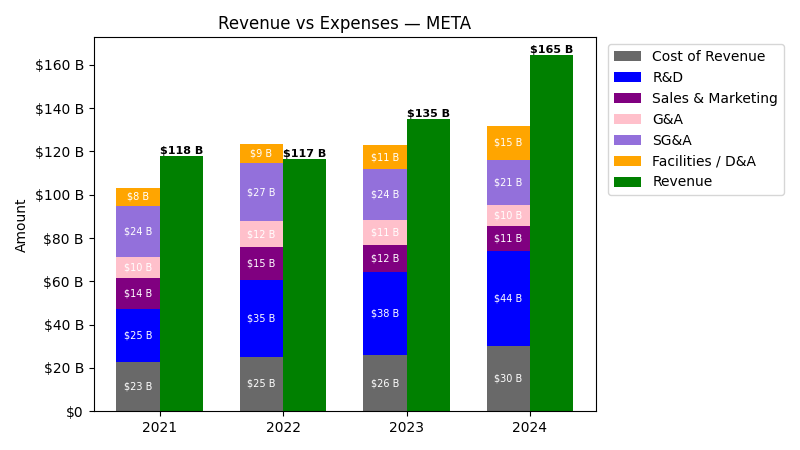 Revenue vs Expenses — META
$160 B
$140 B
$120 B
$100 B
$80 B
$60 B
$40 B
$20 B
$0
Amount
$8 B
$24 B
$10 B
$14 B
$25 B
$23 B
$118 B
$9 B
$27 B
$12 B
$15 B
$35 B
$25 B
$117 B
$11 B
$24 B
$11 B
$12 B
$38 B
$26 B
$135 B
$15 B
$21 B
$10 B
$11 B
$44 B
$30 B
$165 B
2021
2022
2023
2024
Cost of Revenue
R&D
Sales & Marketing
G&A
SG&A
Facilities / D&A
Revenue